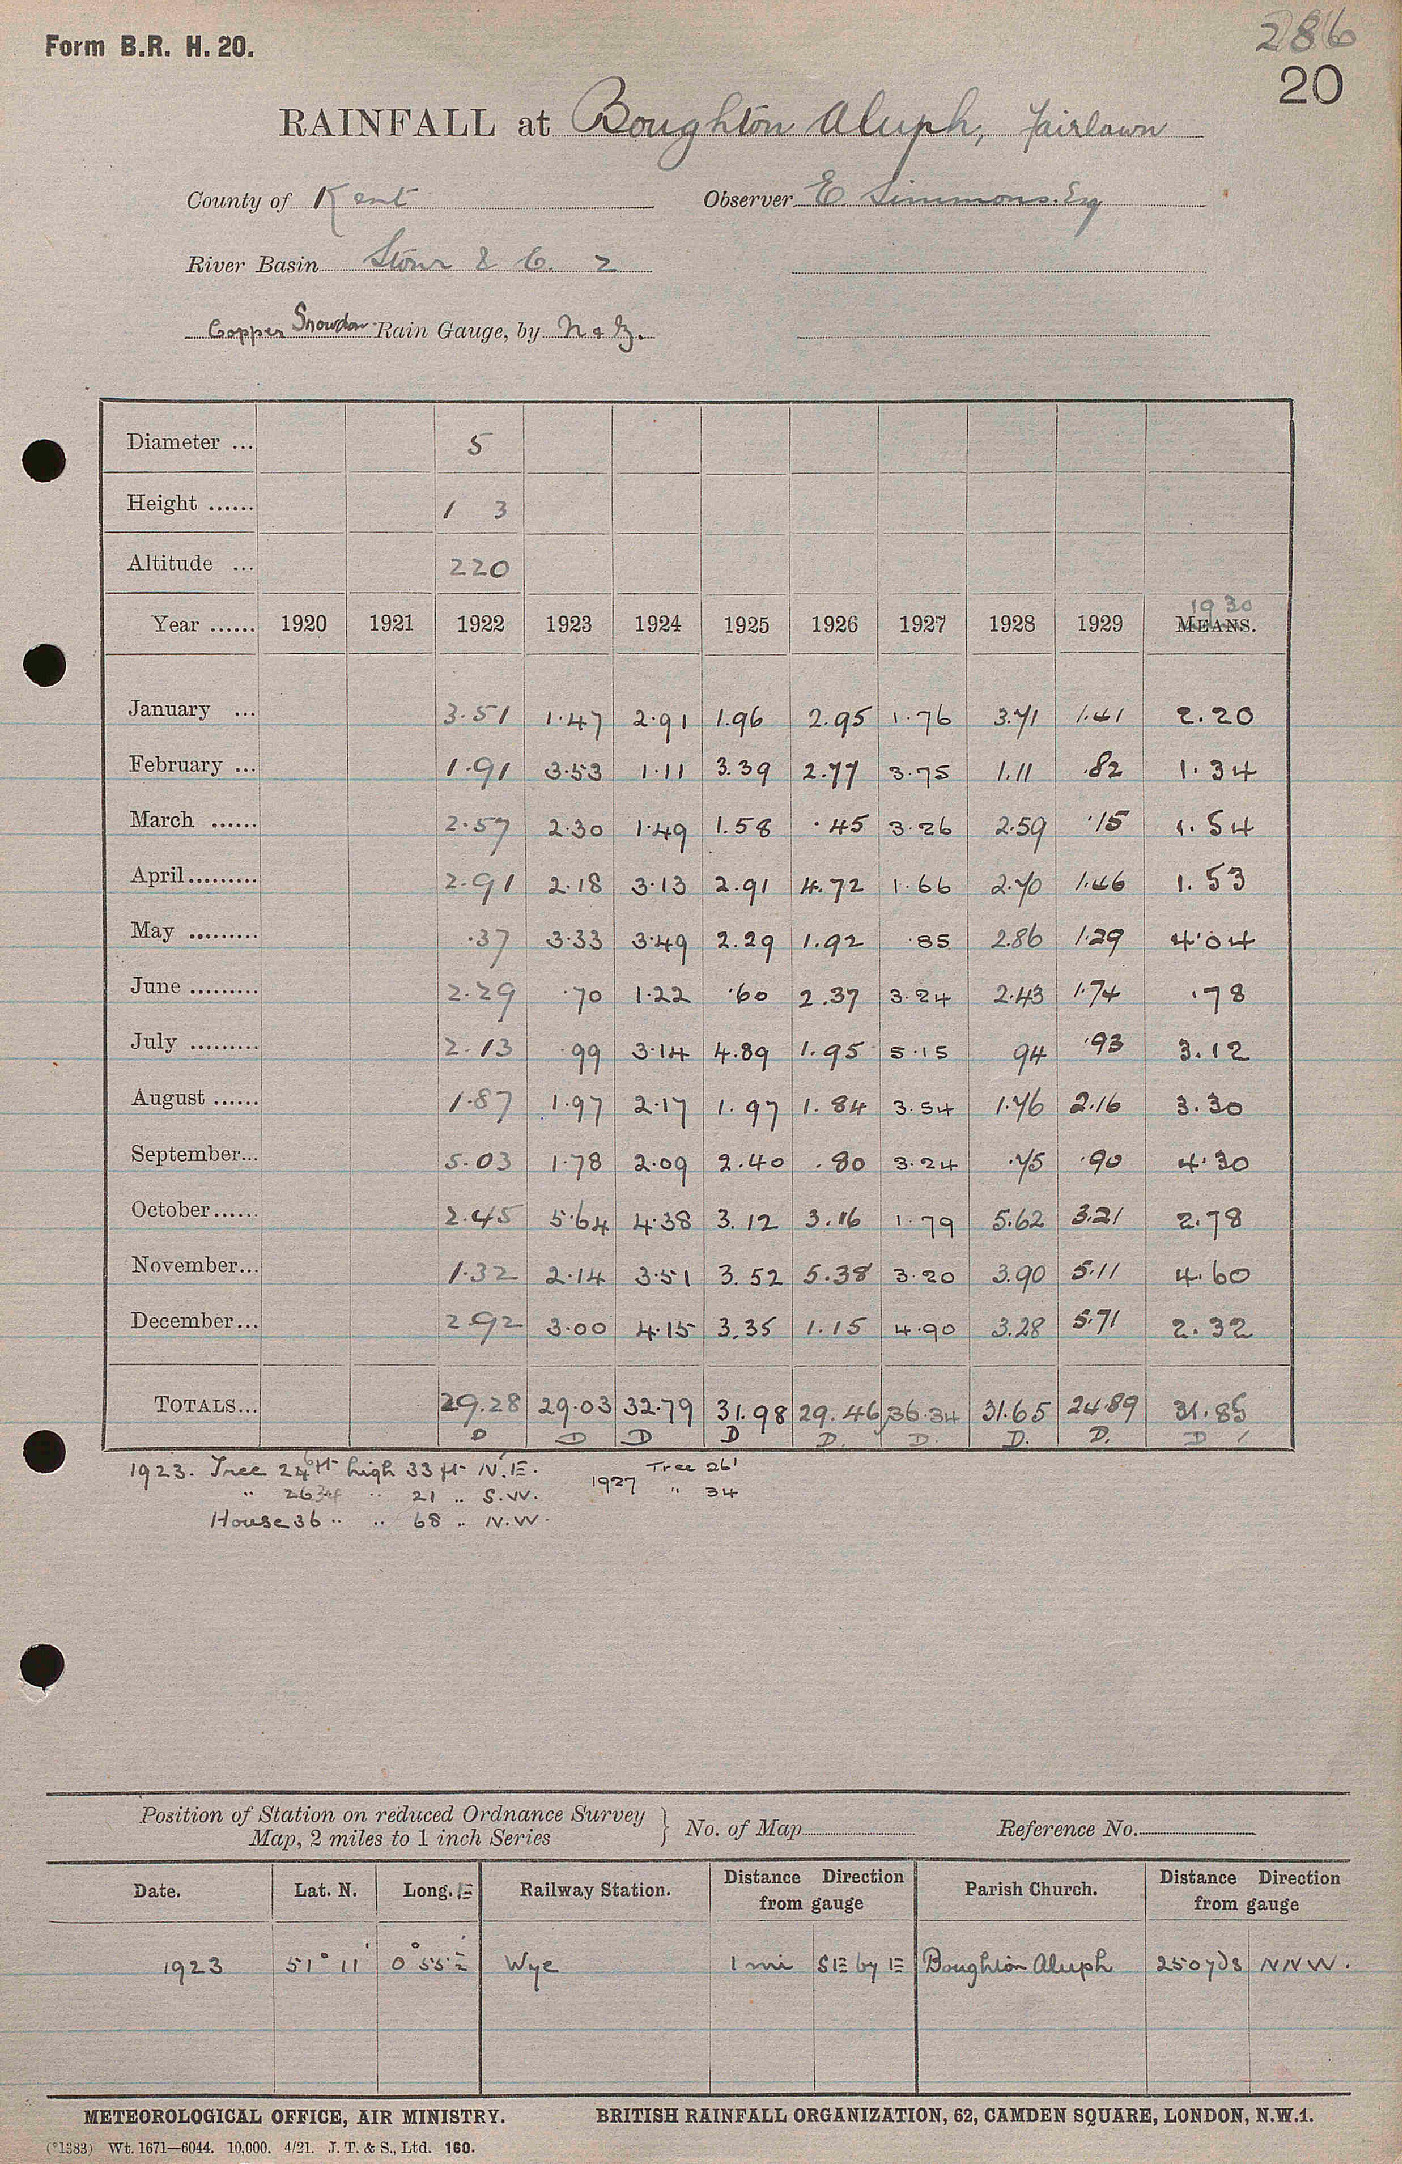 Form B.R. H. 20.
286
20
RAINFALL at Boughton Aluph, Fairlawn
County of Kent Observer E Simmons. Esq
River Basin Stour & C. 2
Copper Snowdon Rain Gauge, by N & Z.
Diameter ... 5
Height ...... 1 3
Altitude ... 220
Year ...... 1920 1921 1922 1923 1924 1925 1926 1927 1928 1929 1930 MEANS.
January ... 3.51 1.47 2.91 1.96 2.95 1.76 3.71 1.41 2.20
February ... 1.91 3.53 1.11 3.39 2.77 3.75 1.11 .82 1.34
March ...... 2.57 2.30 1.49 1.58 .45 3.26 2.59 .15 1.54
April......... 2.91 2.18 3.13 2.91 4.72 1.66 2.70 1.46 1.53
May ......... .37 3.33 3.49 2.29 1.92 .85 2.86 1.29 4.04
June ......... 2.29 .70 1.22 .60 2.37 3.24 2.43 1.74 .78
July ......... 2.13 .99 3.14 4.89 1.95 5.15 94 .93 3.12
August ...... 1.87 1.97 2.17 1.97 1.84 3.54 1.76 2.16 3.30
September... 5.03 1.78 2.09 2.40 .80 3.24 .75 .90 4.30
October...... 2.45 5.64 4.38 3.12 3.16 1.79 5.62 3.21 2.78
November... 1.32 2.14 3.51 3.52 5.38 3.20 3.90 5.11 4.60
December... 2.92 3.00 4.15 3.35 1.15 4.90 3.28 5.71 2.32
TOTALS... 29.28 29.03 32.79 31.98 29.46 36.34 31.65 24.89 31.85
D D D D D. D. D. D. D /
1923. Tree 24 ft high 33 ft N.E. 1927 Tree 26'
" 26 34 " 21 " S.W. " 34
House 36 " " 68 " N.W.
Position of Station on reduced Ordnance Survey
Map, 2 miles to 1 inch Series } No. of Map Reference No.
Date. Lat. N. Long. E Railway Station. Distance Direction from gauge Parish Church. Distance Direction from gauge
1923 51° 11' 0° 55½' Wye 1 mi SE by E Boughton Aluph 250 yds NNW.
METEOROLOGICAL OFFICE, AIR MINISTRY. BRITISH RAINFALL ORGANIZATION, 62, CAMDEN SQUARE, LONDON, N.W.1.
(*1383) Wt. 1671—6044. 10,000. 4/21. J. T. & S., Ltd. 160.